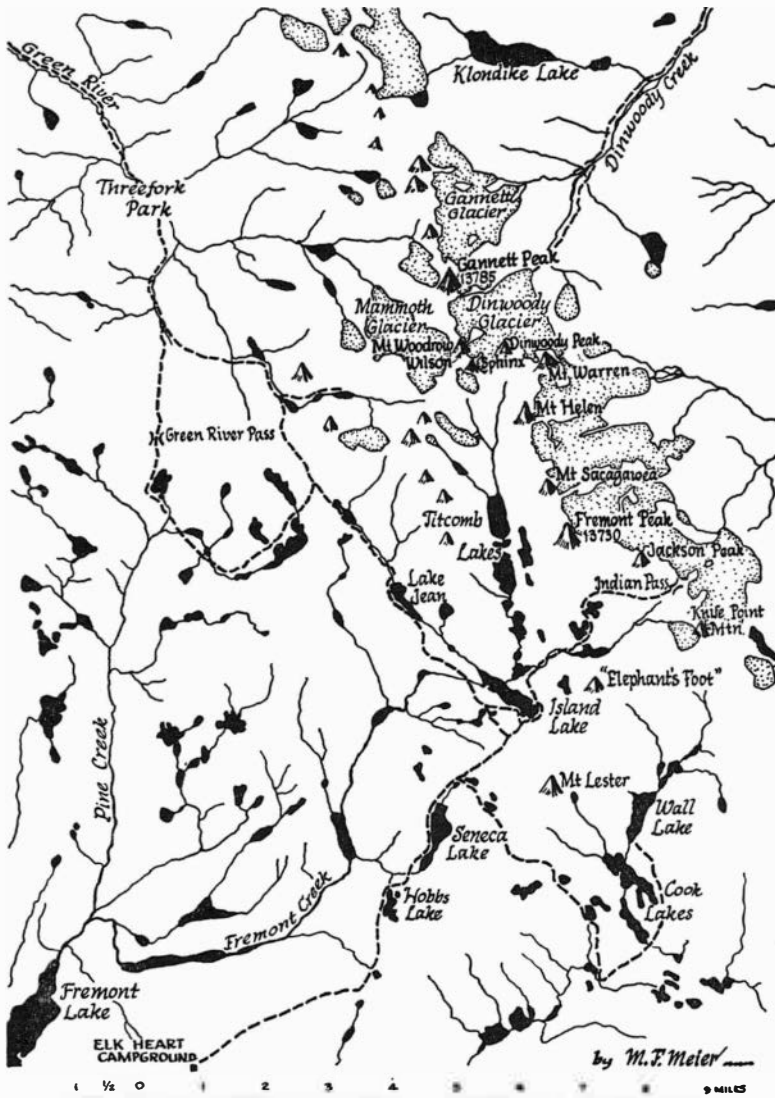 Green River
Klondike Lake
Dinwoody Creek
Threefork
Park
Gannett
Glacier
Gannett Peak
13785
Mammoth
Glacier
Dinwoody
Glacier
Mt Woodrow
Wilson
Sphinx
Dinwoody Peak
Mt. Warren
Mt Helen
Green River Pass
Mt Sacagawea
Titcomb
Lakes
Fremont Peak
13730
Jackson Peak
Lake
Jean
Indian Pass
Knife Point
Mtn.
"Elephant's Foot"
Island
Lake
Pine Creek
Mt Lester
Wall
Lake
Seneca
Lake
Hobbs
Lake
Cook
Lakes
Fremont Creek
Fremont
Lake
ELK HEART
CAMPGROUND
by M.F. Meier
1 ½ 0 1 2 3 4 5 6 7 8 9 MILES